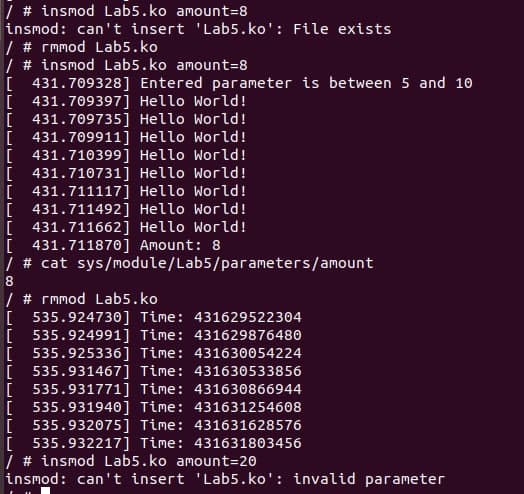 / # insmod Lab5.ko amount=8
insmod: can't insert 'Lab5.ko': File exists
/ # rmmod Lab5.ko
/ # insmod Lab5.ko amount=8
[  431.709328] Entered parameter is between 5 and 10
[  431.709397] Hello World!
[  431.709735] Hello World!
[  431.709911] Hello World!
[  431.710399] Hello World!
[  431.710731] Hello World!
[  431.711117] Hello World!
[  431.711492] Hello World!
[  431.711662] Hello World!
[  431.711870] Amount: 8
/ # cat sys/module/Lab5/parameters/amount
8
/ # rmmod Lab5.ko
[  535.924730] Time: 431629522304
[  535.924991] Time: 431629876480
[  535.925336] Time: 431630054224
[  535.931467] Time: 431630533856
[  535.931771] Time: 431630866944
[  535.931940] Time: 431631254608
[  535.932075] Time: 431631628576
[  535.932217] Time: 431631803456
/ # insmod Lab5.ko amount=20
insmod: can't insert 'Lab5.ko': invalid parameter
/ #